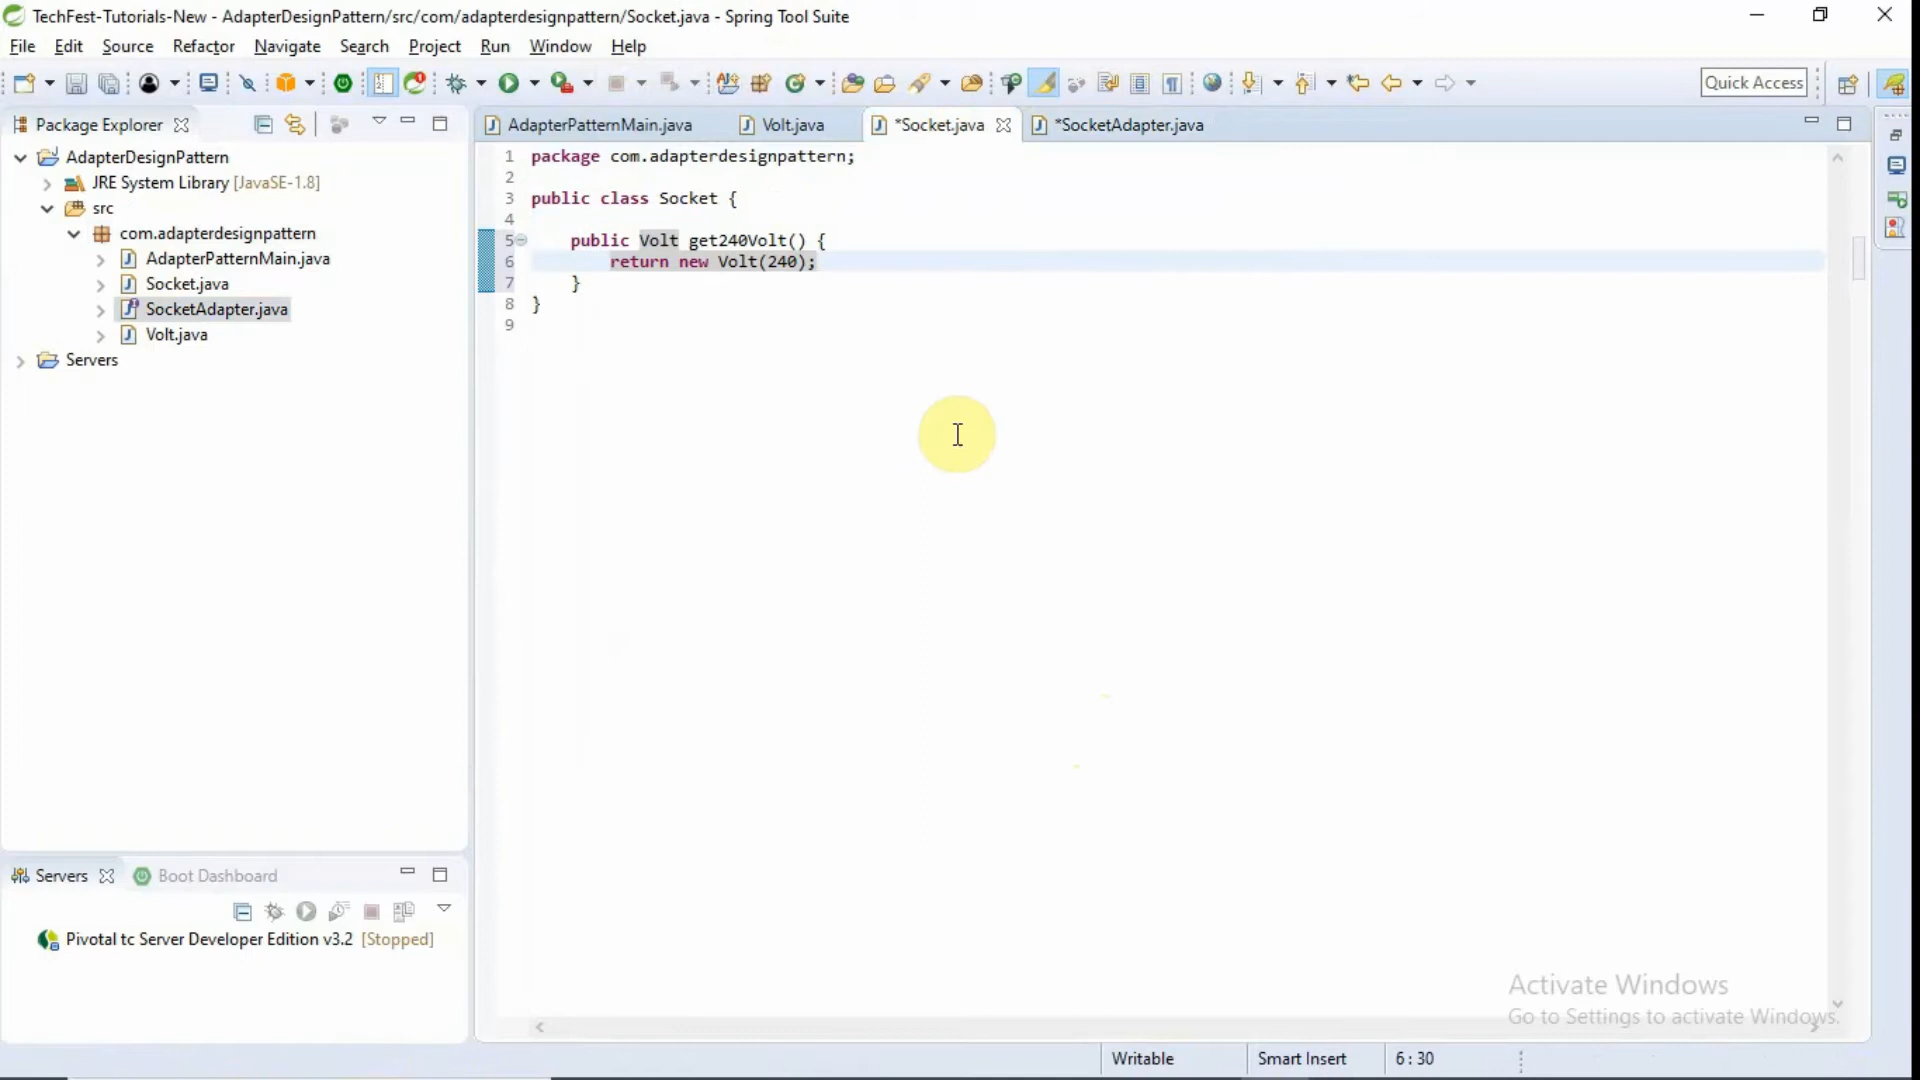 TechFest-Tutorials-New - AdapterDesignPattern/src/com/adapterdesignpattern/Socket.java - Spring Tool Suite
File Edit Source Refactor Navigate Search Project Run Window Help
Quick Access
Package Explorer
AdapterPatternMain.java Volt.java *Socket.java *SocketAdapter.java
AdapterDesignPattern
JRE System Library [JavaSE-1.8]
src
com.adapterdesignpattern
AdapterPatternMain.java
Socket.java
SocketAdapter.java
Volt.java
Servers
1 package com.adapterdesignpattern;
2
3 public class Socket {
4
5 public Volt get240Volt() {
6 return new Volt(240);
7 }
8 }
9
Servers Boot Dashboard
Pivotal tc Server Developer Edition v3.2 [Stopped]
Activate Windows
Go to Settings to activate Windows.
Writable Smart Insert 6 : 30